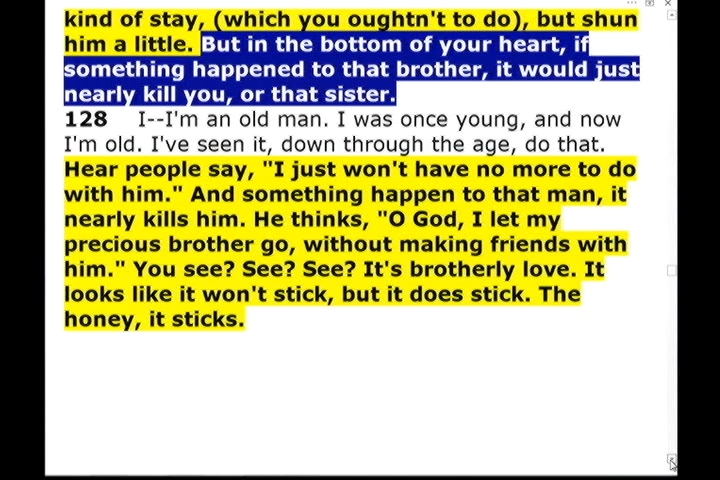 kind of stay, (which you oughtn't to do), but shun
him a little. But in the bottom of your heart, if
something happened to that brother, it would just
nearly kill you, or that sister.
128 I--I'm an old man. I was once young, and now
I'm old. I've seen it, down through the age, do that.
Hear people say, "I just won't have no more to do
with him." And something happen to that man, it
nearly kills him. He thinks, "O God, I let my
precious brother go, without making friends with
him." You see? See? See? It's brotherly love. It
looks like it won't stick, but it does stick. The
honey, it sticks.